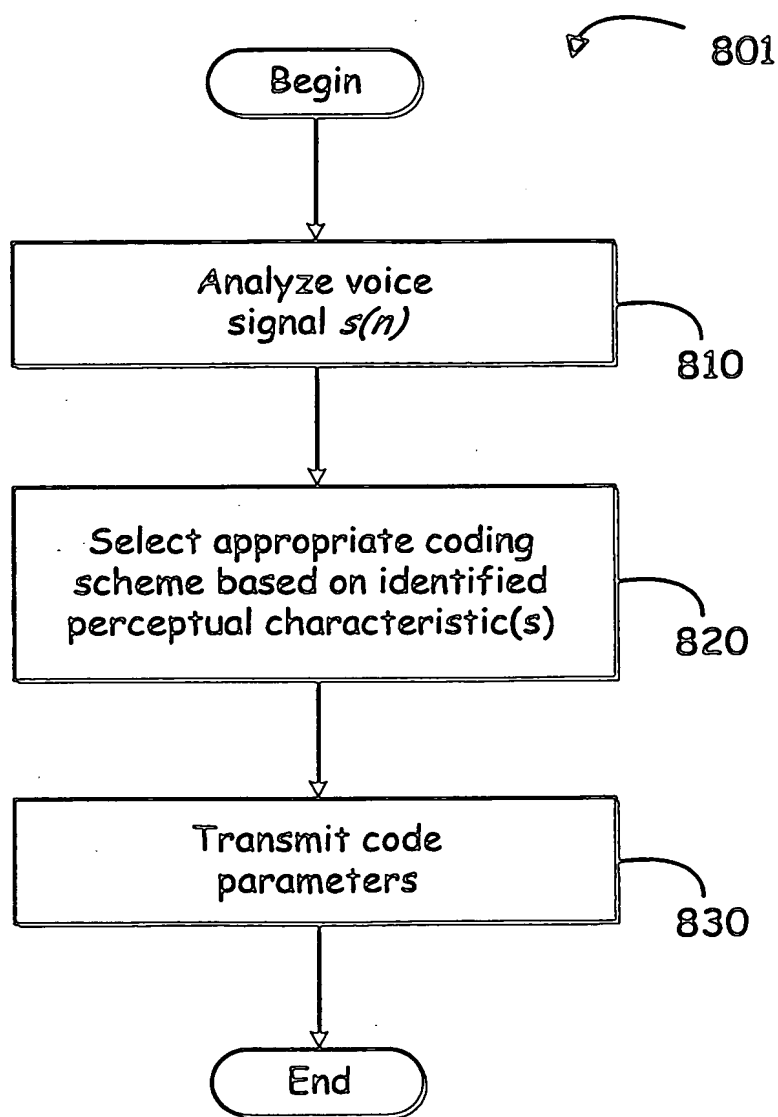 801
Begin
Analyze voice
signal s(n)
810
Select appropriate coding
scheme based on identified
perceptual characteristic(s)
820
Transmit code
parameters
830
End